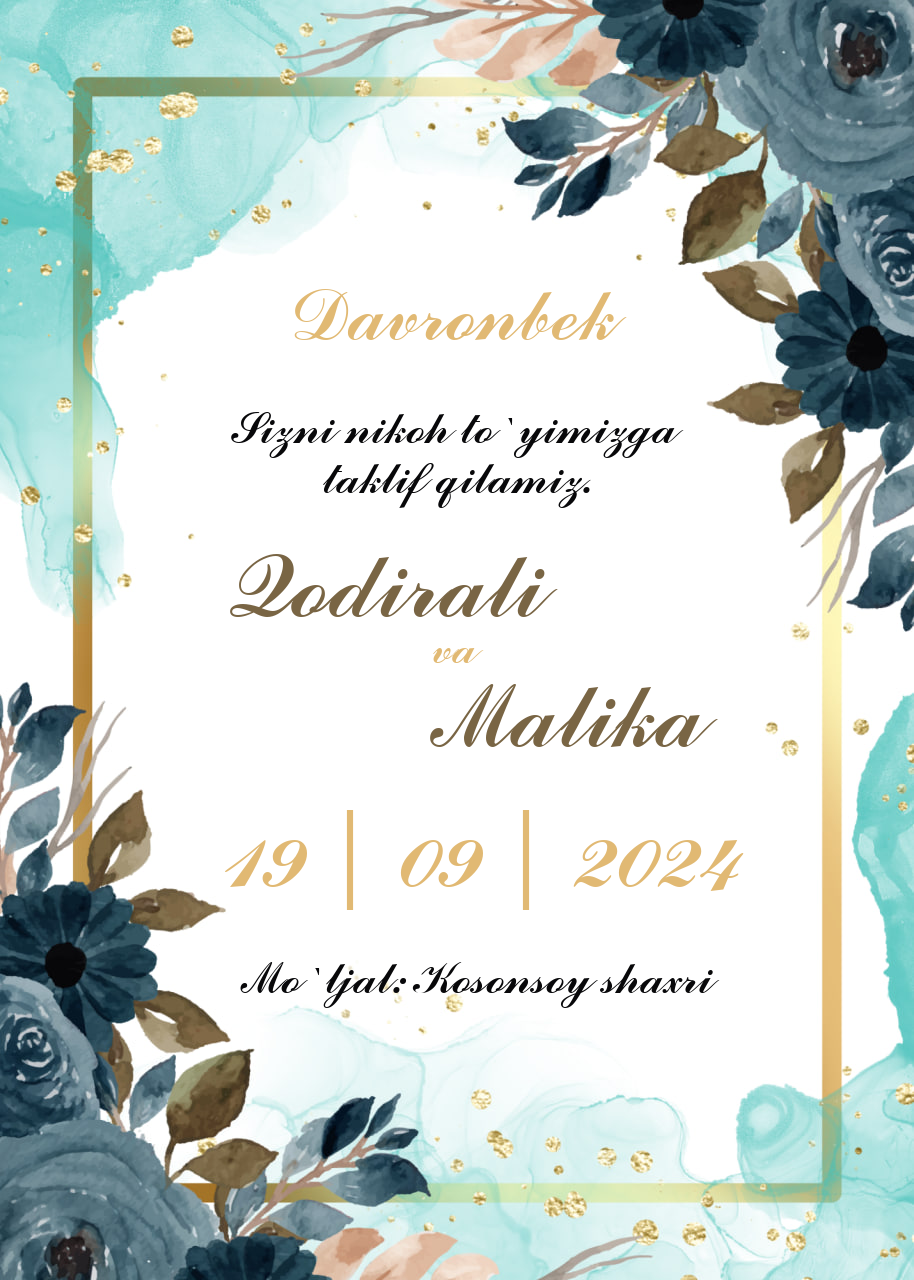 Davronbek
Sizni nikoh to`yimizga
taklif qilamiz.
Qodirali
va
Malika
19 | 09 | 2024
Mo`ljal: Kosonsoy shaxri